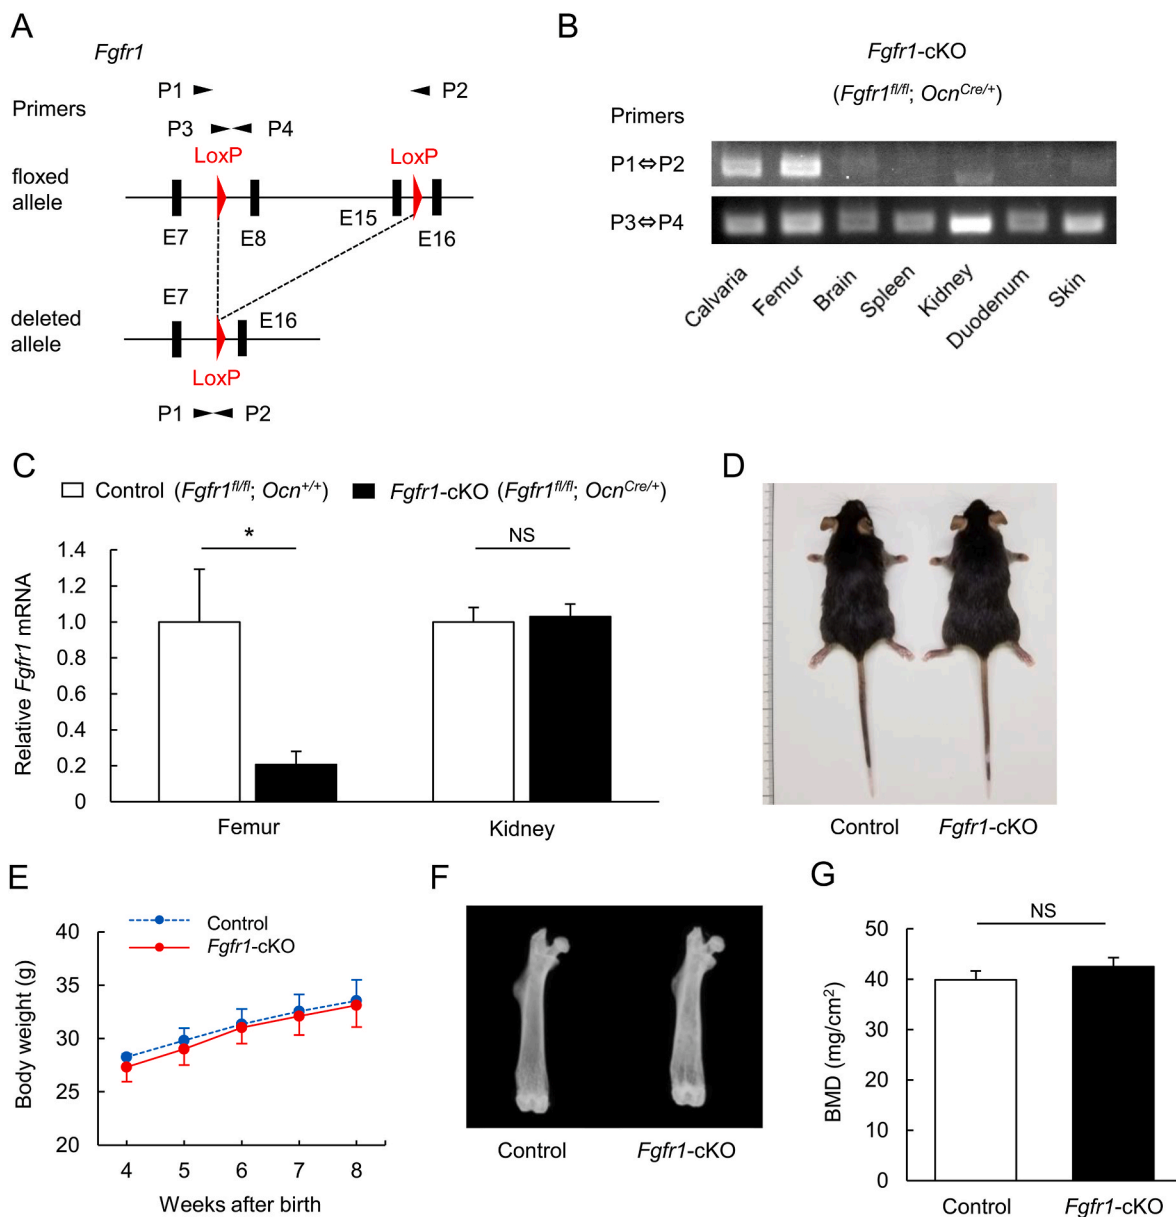 A
Fgfr1
P1 P2
Primers
P3 P4
LoxP LoxP
floxed
allele
E7 E8 E15 E16
E7
E16
deleted
allele
LoxP
P1 P2
B
Fgfr1-cKO
(Fgfr1fl/fl; OcnCre/+)
Primers
P1⇔P2
P3⇔P4
Calvaria
Femur
Brain
Spleen
Kidney
Duodenum
Skin
C
Control (Fgfr1fl/fl; Ocn+/+) Fgfr1-cKO (Fgfr1fl/fl; OcnCre/+)
* NS
Relative Fgfr1 mRNA
1.4
1.2
1.0
0.8
0.6
0.4
0.2
0
Femur Kidney
D
Control Fgfr1-cKO
E
Control
Fgfr1-cKO
Body weight (g)
40
35
30
25
20
4 5 6 7 8
Weeks after birth
F
Control Fgfr1-cKO
G
NS
BMD (mg/cm2)
50
40
30
20
10
0
Control Fgfr1-cKO